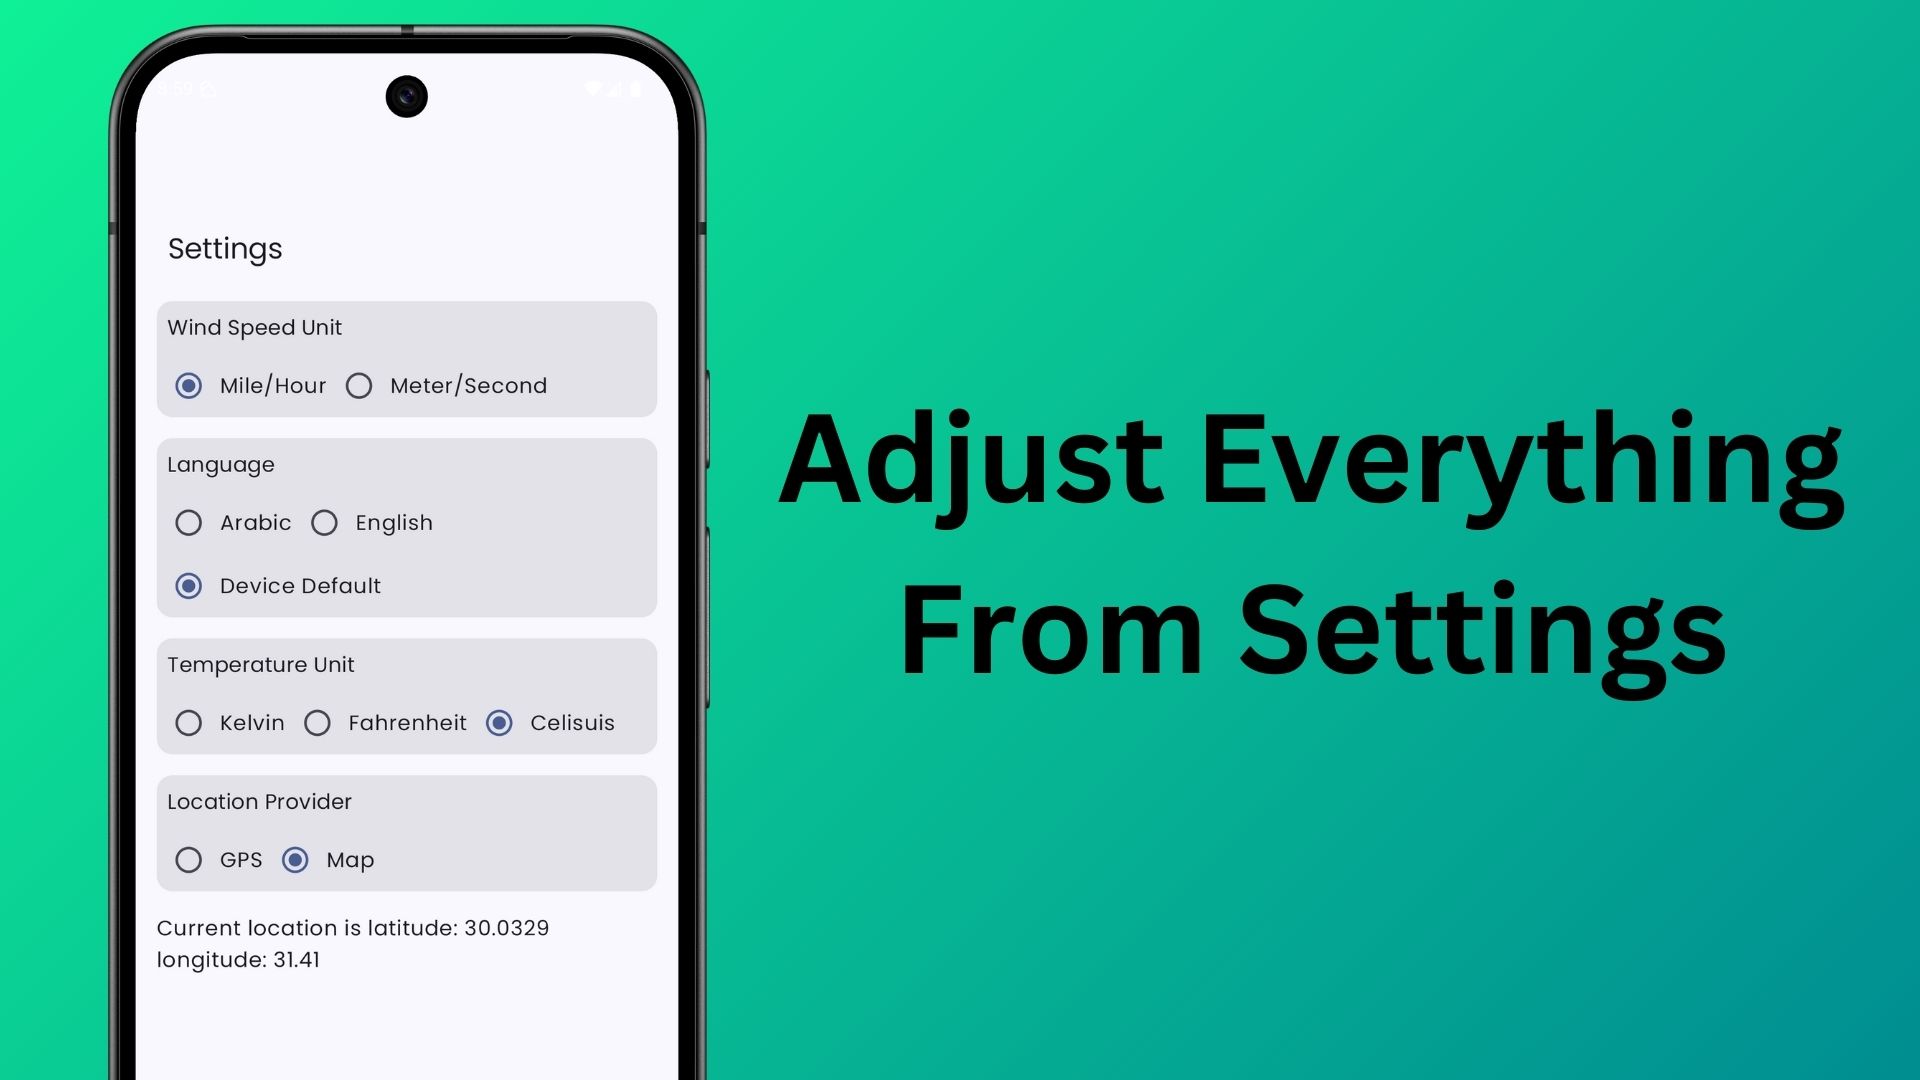 8:59
Settings
Wind Speed Unit
Mile/Hour Meter/Second
Language
Arabic English
Device Default
Temperature Unit
Kelvin Fahrenheit Celisuis
Location Provider
GPS Map
Current location is latitude: 30.0329
longitude: 31.41
Adjust Everything
From Settings